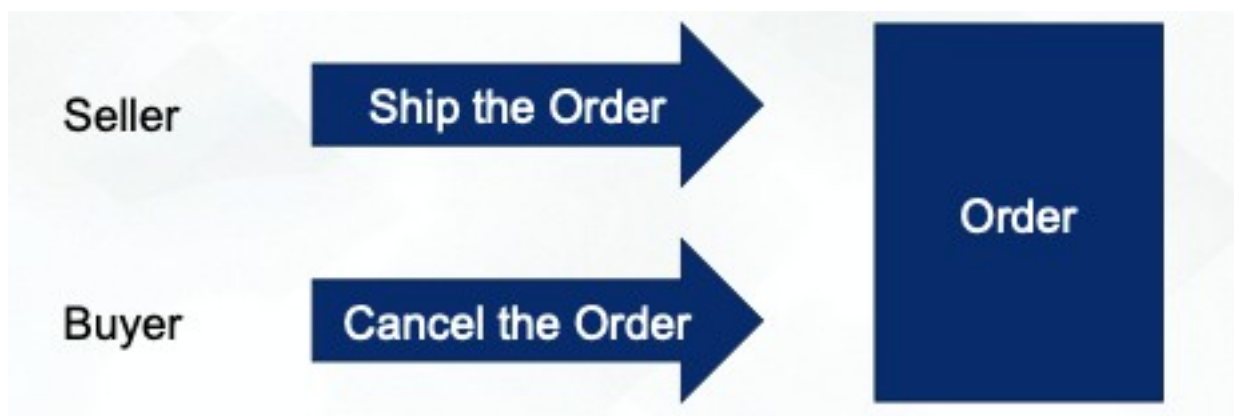 Seller
Ship the Order
Order
Buyer
Cancel the Order